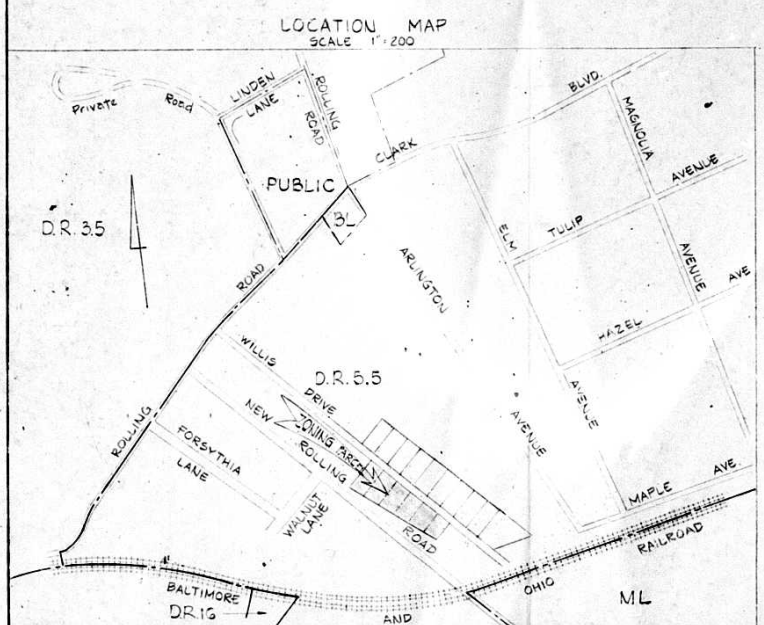 LOCATION MAP
SCALE 1"=200
Private Road
LINDEN LANE
ROLLING ROAD
CLARK BLVD.
MAGNOLIA AVENUE
PUBLIC
BL
D.R. 3.5
ELM AVENUE
TULIP AVENUE
HAZEL AVE
ARLINGTON AVENUE
ROLLING ROAD
WILLIS DRIVE
D.R. 5.5
NEW ROLLING ROAD
ZONING PARCEL
FORSYTHIA LANE
WALNUT LANE
MAPLE AVE.
BALTIMORE AND OHIO RAILROAD
D.R.16
ML